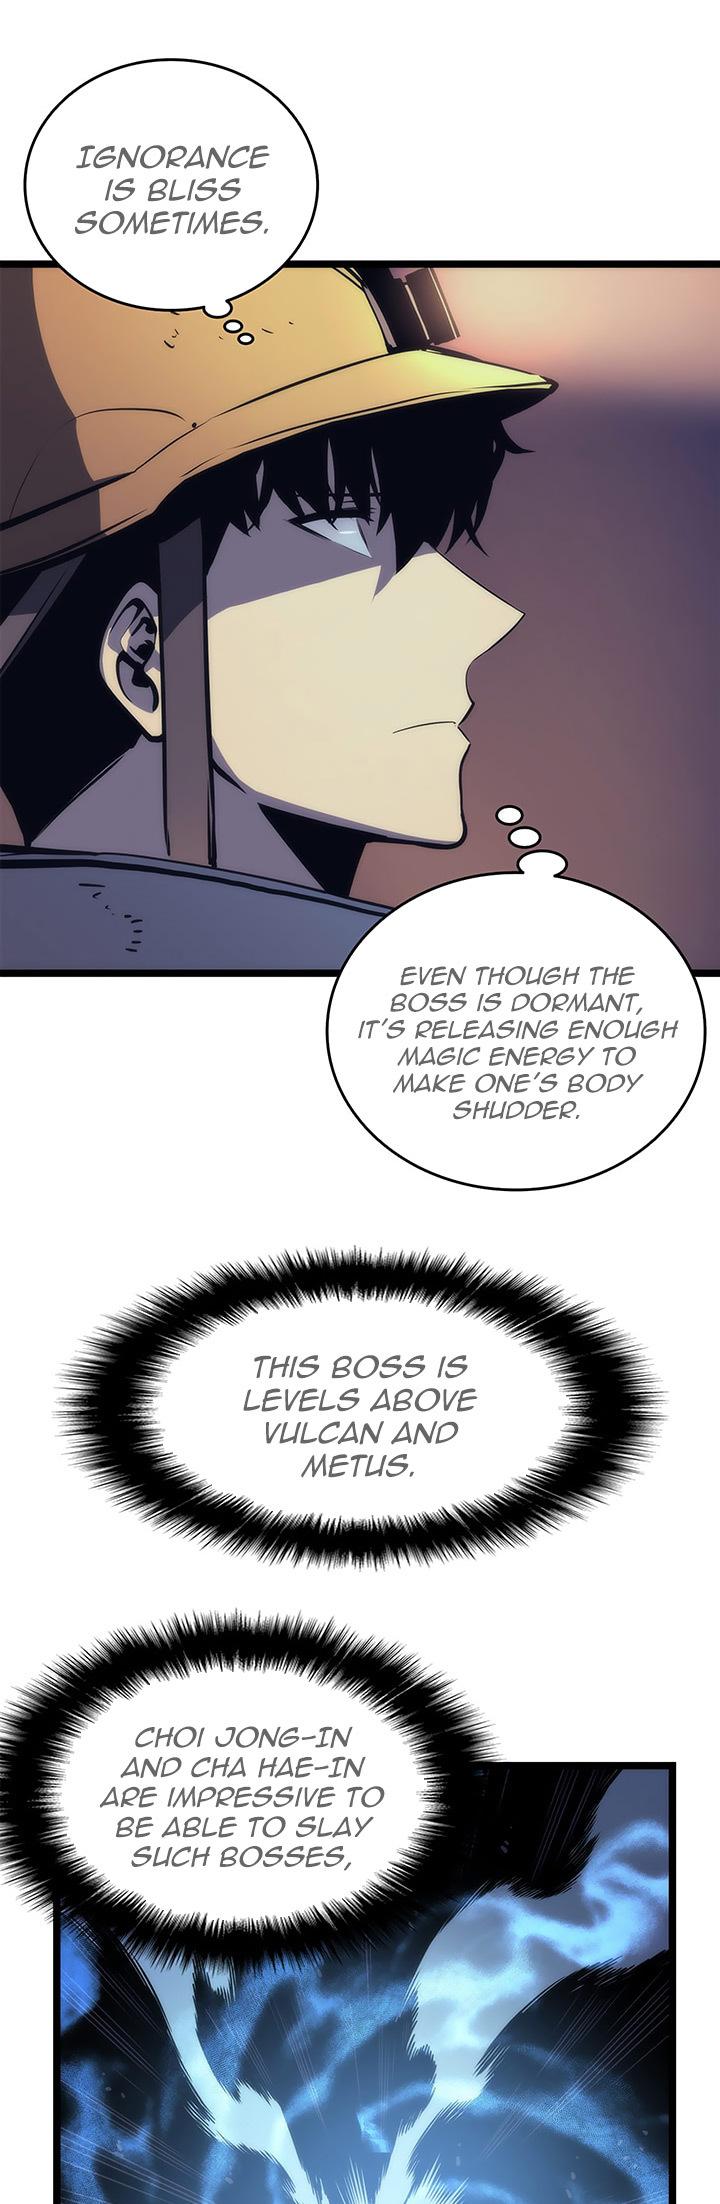 IGNORANCE
IS BLISS
SOMETIMES.
EVEN THOUGH THE
BOSS IS DORMANT,
IT'S RELEASING ENOUGH
MAGIC ENERGY TO
MAKE ONE'S BODY
SHUDDER.
THIS BOSS IS
LEVELS ABOVE
VULCAN AND
METUS.
CHOI JONG-IN
AND CHA HAE-IN
ARE IMPRESSIVE TO
BE ABLE TO SLAY
SUCH BOSSES,